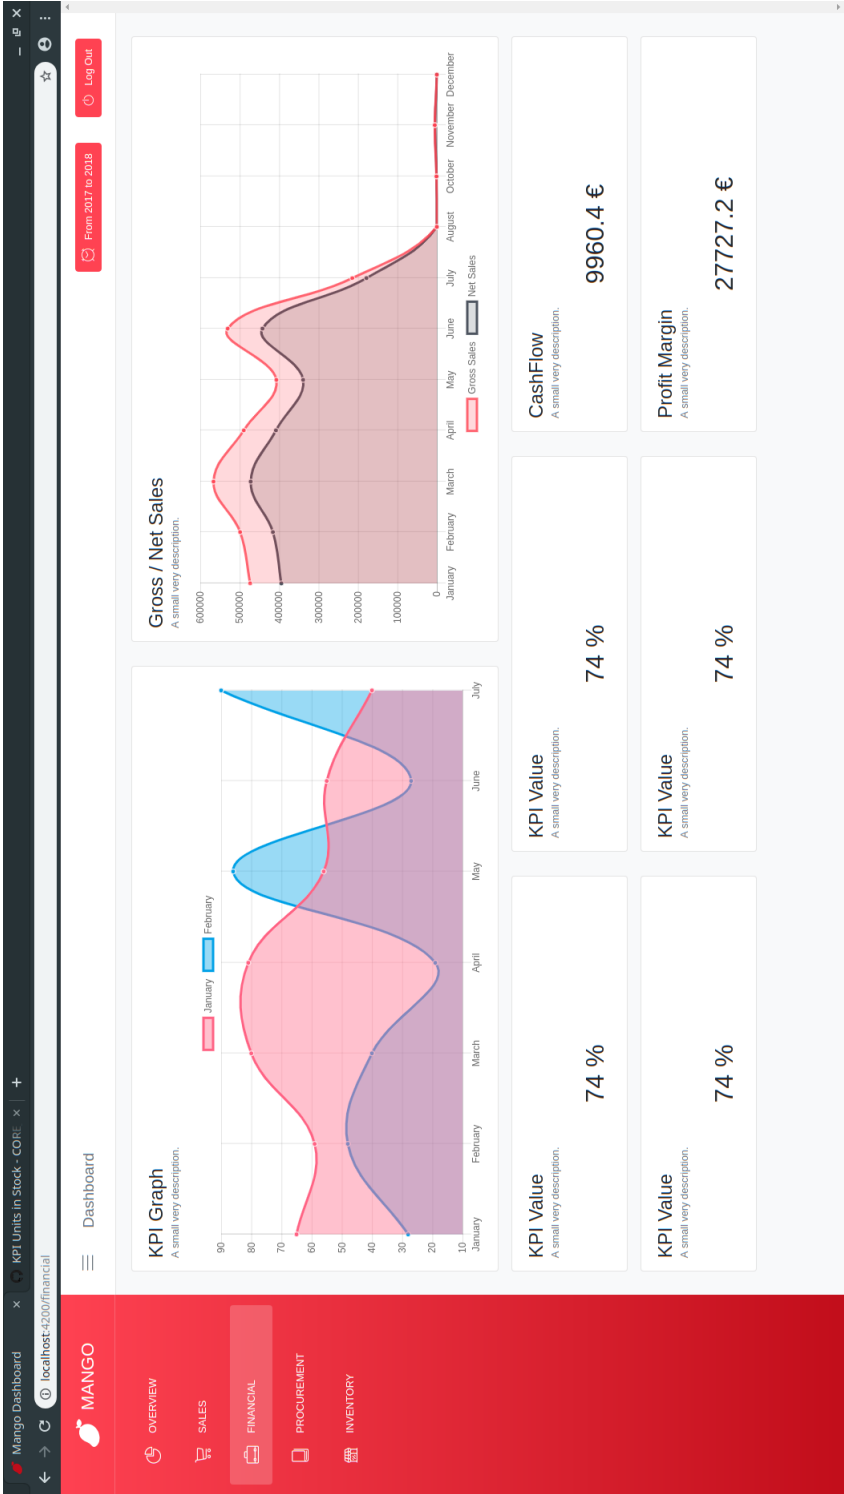 Mango Dashboard
KPI Units in Stock - CORE
localhost:4200/financial
MANGO
OVERVIEW
SALES
FINANCIAL
PROCUREMENT
INVENTORY
Dashboard
From 2017 to 2018
Log Out
KPI Graph
A small very description.
January February
90
80
70
60
50
40
30
20
10
January February March April May June July
Gross / Net Sales
A small very description.
600000
500000
400000
300000
200000
100000
0
January February March April May June July August October November December
Gross Sales Net Sales
KPI Value
A small very description.
74 %
KPI Value
A small very description.
74 %
CashFlow
A small very description.
9960.4 €
KPI Value
A small very description.
74 %
KPI Value
A small very description.
74 %
Profit Margin
A small very description.
27727.2 €